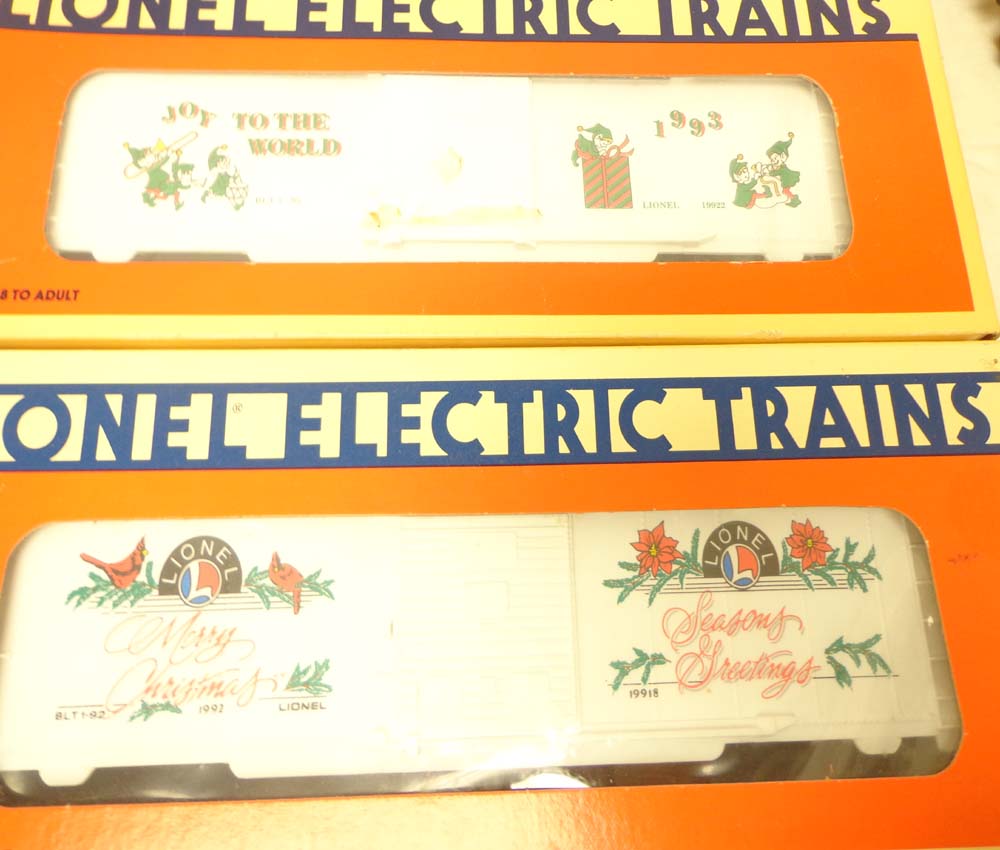 LIONEL ELECTRIC TRAINS
JOY TO THE
WORLD
1993
LIONEL 19922
8 TO ADULT
ONEL® ELECTRIC TRAINS
LIONEL
L
Merry
Christmas
BLT 1-92
1992
LIONEL
LIONEL
L
Seasons
Greetings
19918